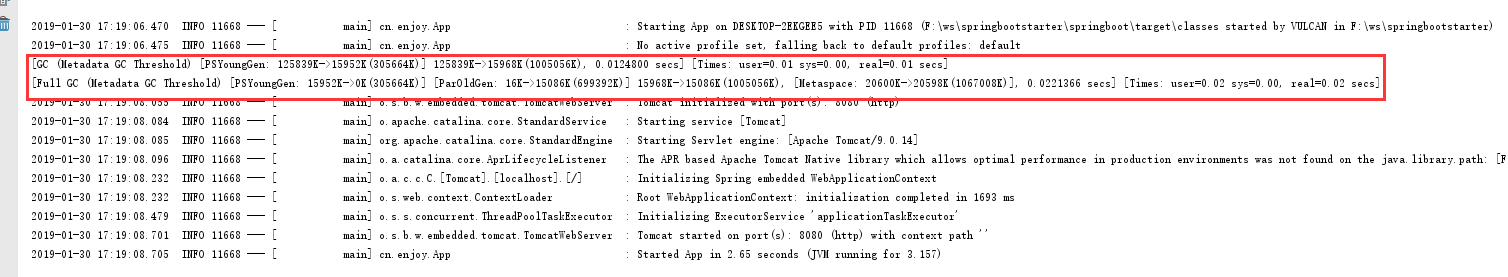 2019-01-30 17:19:06.470  INFO 11668 --- [           main] cn.enjoy.App                             : Starting App on DESKTOP-2EKGEE5 with PID 11668 (F:\ws\springbootstarter\springboot\target\classes started by VULCAN in F:\ws\springbootstarter)
2019-01-30 17:19:06.475  INFO 11668 --- [           main] cn.enjoy.App                             : No active profile set, falling back to default profiles: default
[GC (Metadata GC Threshold) [PSYoungGen: 125839K->15952K(305664K)] 125839K->15968K(1005056K), 0.0124800 secs] [Times: user=0.01 sys=0.00, real=0.01 secs]
[Full GC (Metadata GC Threshold) [PSYoungGen: 15952K->0K(305664K)] [ParOldGen: 16K->15086K(699392K)] 15968K->15086K(1005056K), [Metaspace: 20600K->20598K(1067008K)], 0.0221366 secs] [Times: user=0.02 sys=0.00, real=0.02 secs]
2019-01-30 17:19:08.055  INFO 11668 --- [           main] o.s.b.w.embedded.tomcat.TomcatWebServer  : Tomcat initialized with port(s): 8080 (http)
2019-01-30 17:19:08.084  INFO 11668 --- [           main] o.apache.catalina.core.StandardService   : Starting service [Tomcat]
2019-01-30 17:19:08.085  INFO 11668 --- [           main] org.apache.catalina.core.StandardEngine  : Starting Servlet engine: [Apache Tomcat/9.0.14]
2019-01-30 17:19:08.096  INFO 11668 --- [           main] o.a.catalina.core.AprLifecycleListener   : The APR based Apache Tomcat Native library which allows optimal performance in production environments was not found on the java.library.path: [F
2019-01-30 17:19:08.232  INFO 11668 --- [           main] o.a.c.c.C.[Tomcat].[localhost].[/]       : Initializing Spring embedded WebApplicationContext
2019-01-30 17:19:08.232  INFO 11668 --- [           main] o.s.web.context.ContextLoader            : Root WebApplicationContext: initialization completed in 1693 ms
2019-01-30 17:19:08.479  INFO 11668 --- [           main] o.s.s.concurrent.ThreadPoolTaskExecutor  : Initializing ExecutorService 'applicationTaskExecutor'
2019-01-30 17:19:08.701  INFO 11668 --- [           main] o.s.b.w.embedded.tomcat.TomcatWebServer  : Tomcat started on port(s): 8080 (http) with context path ''
2019-01-30 17:19:08.705  INFO 11668 --- [           main] cn.enjoy.App                             : Started App in 2.65 seconds (JVM running for 3.157)